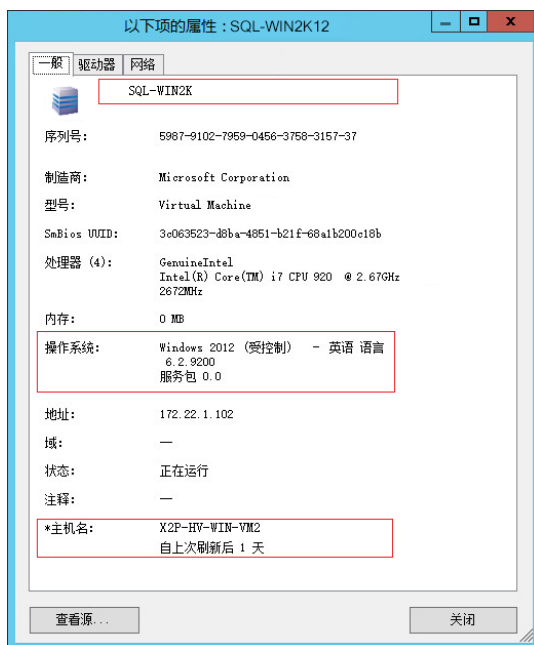 以下项的属性：SQL-WIN2K12
一般 驱动器 网络
SQL-WIN2K
序列号： 5987-9102-7959-0456-3758-3157-37
制造商： Microsoft Corporation
型号： Virtual Machine
SmBios UUID： 3c063523-d8ba-4851-b21f-68a1b200c18b
处理器 (4)： GenuineIntel
Intel(R) Core(TM) i7 CPU 920 @ 2.67GHz
2672MHz
内存： 0 MB
操作系统： Windows 2012 (受控制) - 英语 语言
6.2.9200
服务包 0.0
地址： 172.22.1.102
域： —
状态： 正在运行
注释： —
*主机名： X2P-HV-WIN-VM2
自上次刷新后 1 天
查看源... 关闭